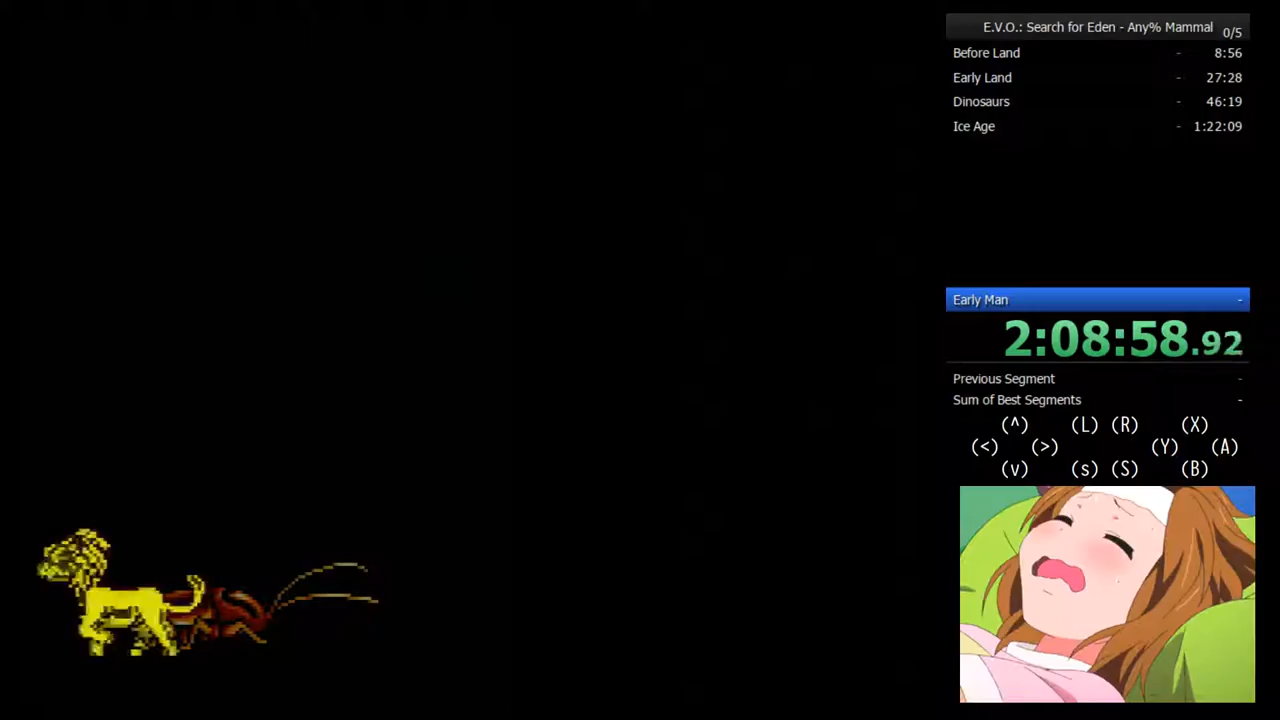 E.V.O.: Search for Eden - Any% Mammal 0/5
Before Land - 8:56
Early Land - 27:28
Dinosaurs - 46:19
Ice Age - 1:22:09
Early Man -
2:08:58.92
Previous Segment -
Sum of Best Segments -
(^) (L) (R) (X)
(<) (>) (Y) (A)
(v) (s) (S) (B)